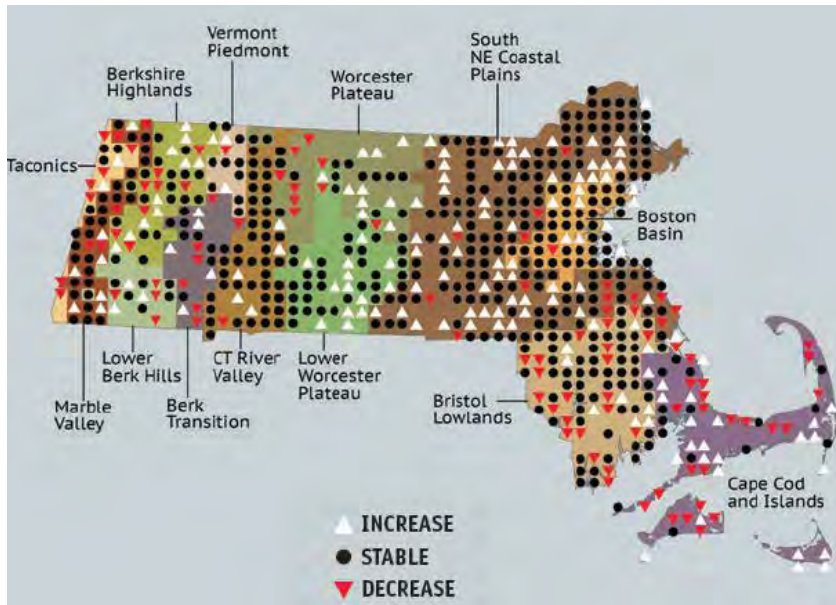 Vermont
Piedmont
South
NE Coastal
Plains
Berkshire
Highlands
Worcester
Plateau
Taconics
Boston
Basin
Lower
Berk Hills
CT River
Valley
Lower
Worcester
Plateau
Marble
Valley
Berk
Transition
Bristol
Lowlands
Cape Cod
and Islands
INCREASE
STABLE
DECREASE